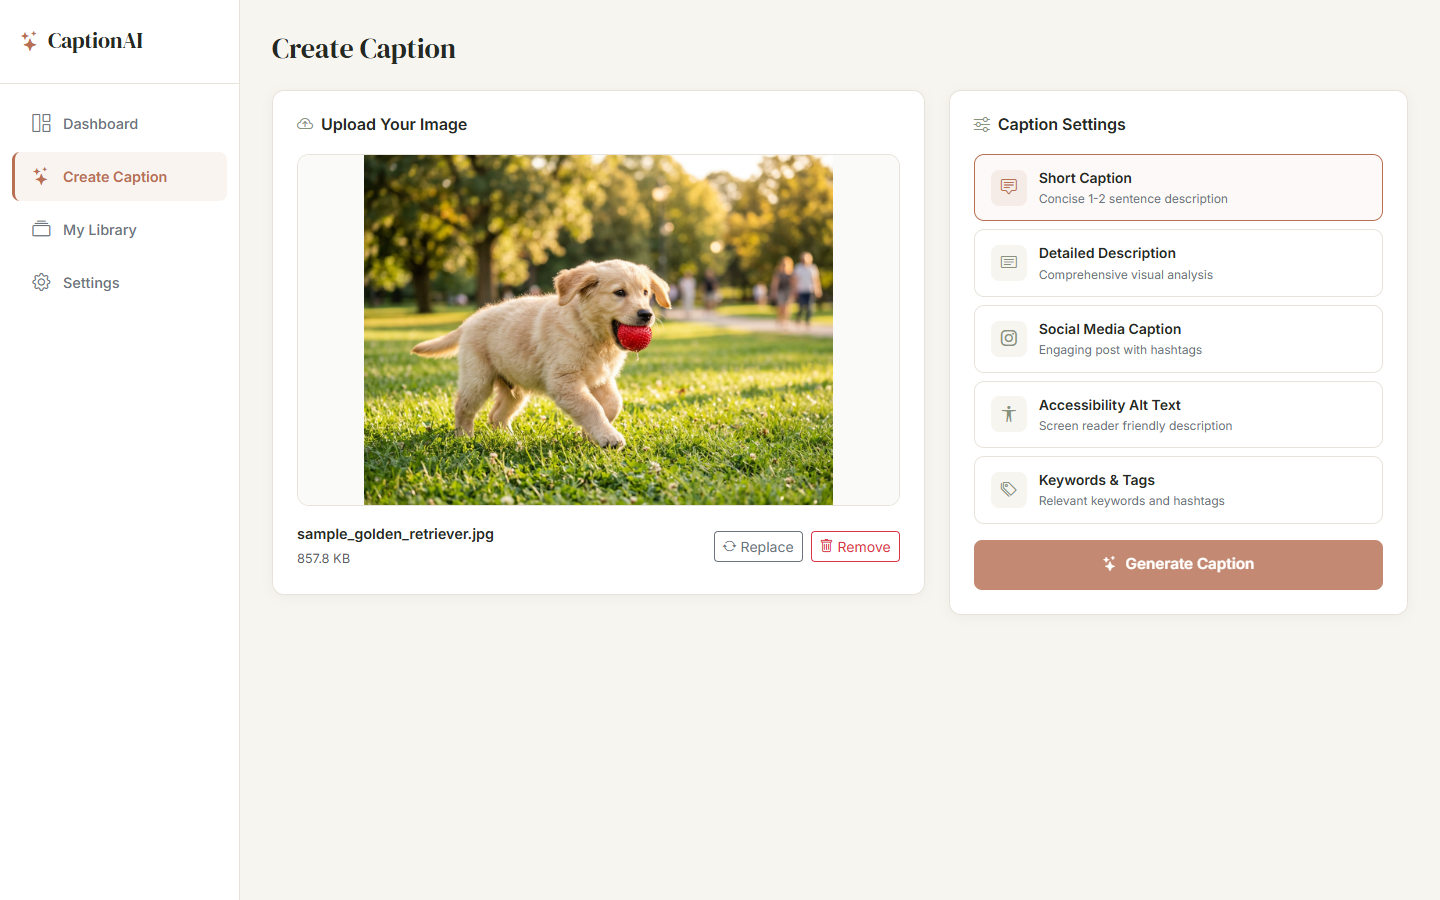 CaptionAI
Dashboard
Create Caption
My Library
Settings
Create Caption
Upload Your Image
sample_golden_retriever.jpg
857.8 KB
Replace
Remove
Caption Settings
Short Caption
Concise 1-2 sentence description
Detailed Description
Comprehensive visual analysis
Social Media Caption
Engaging post with hashtags
Accessibility Alt Text
Screen reader friendly description
Keywords & Tags
Relevant keywords and hashtags
Generate Caption